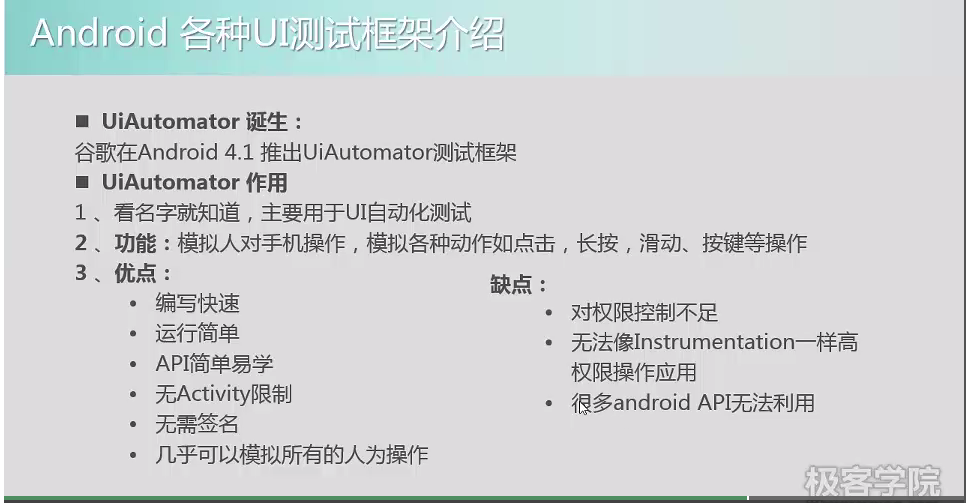 Android 各种UI测试框架介绍
■ UiAutomator 诞生：
谷歌在Android 4.1 推出UiAutomator测试框架
■ UiAutomator 作用
1 、看名字就知道，主要用于UI自动化测试
2 、功能：模拟人对手机操作，模拟各种动作如点击，长按，滑动、按键等操作
3 、优点：
• 编写快速
• 运行简单
• API简单易学
• 无Activity限制
• 无需签名
• 几乎可以模拟所有的人为操作
缺点：
• 对权限控制不足
• 无法像Instrumentation一样高
权限操作应用
• 很多android API无法利用
极客学院